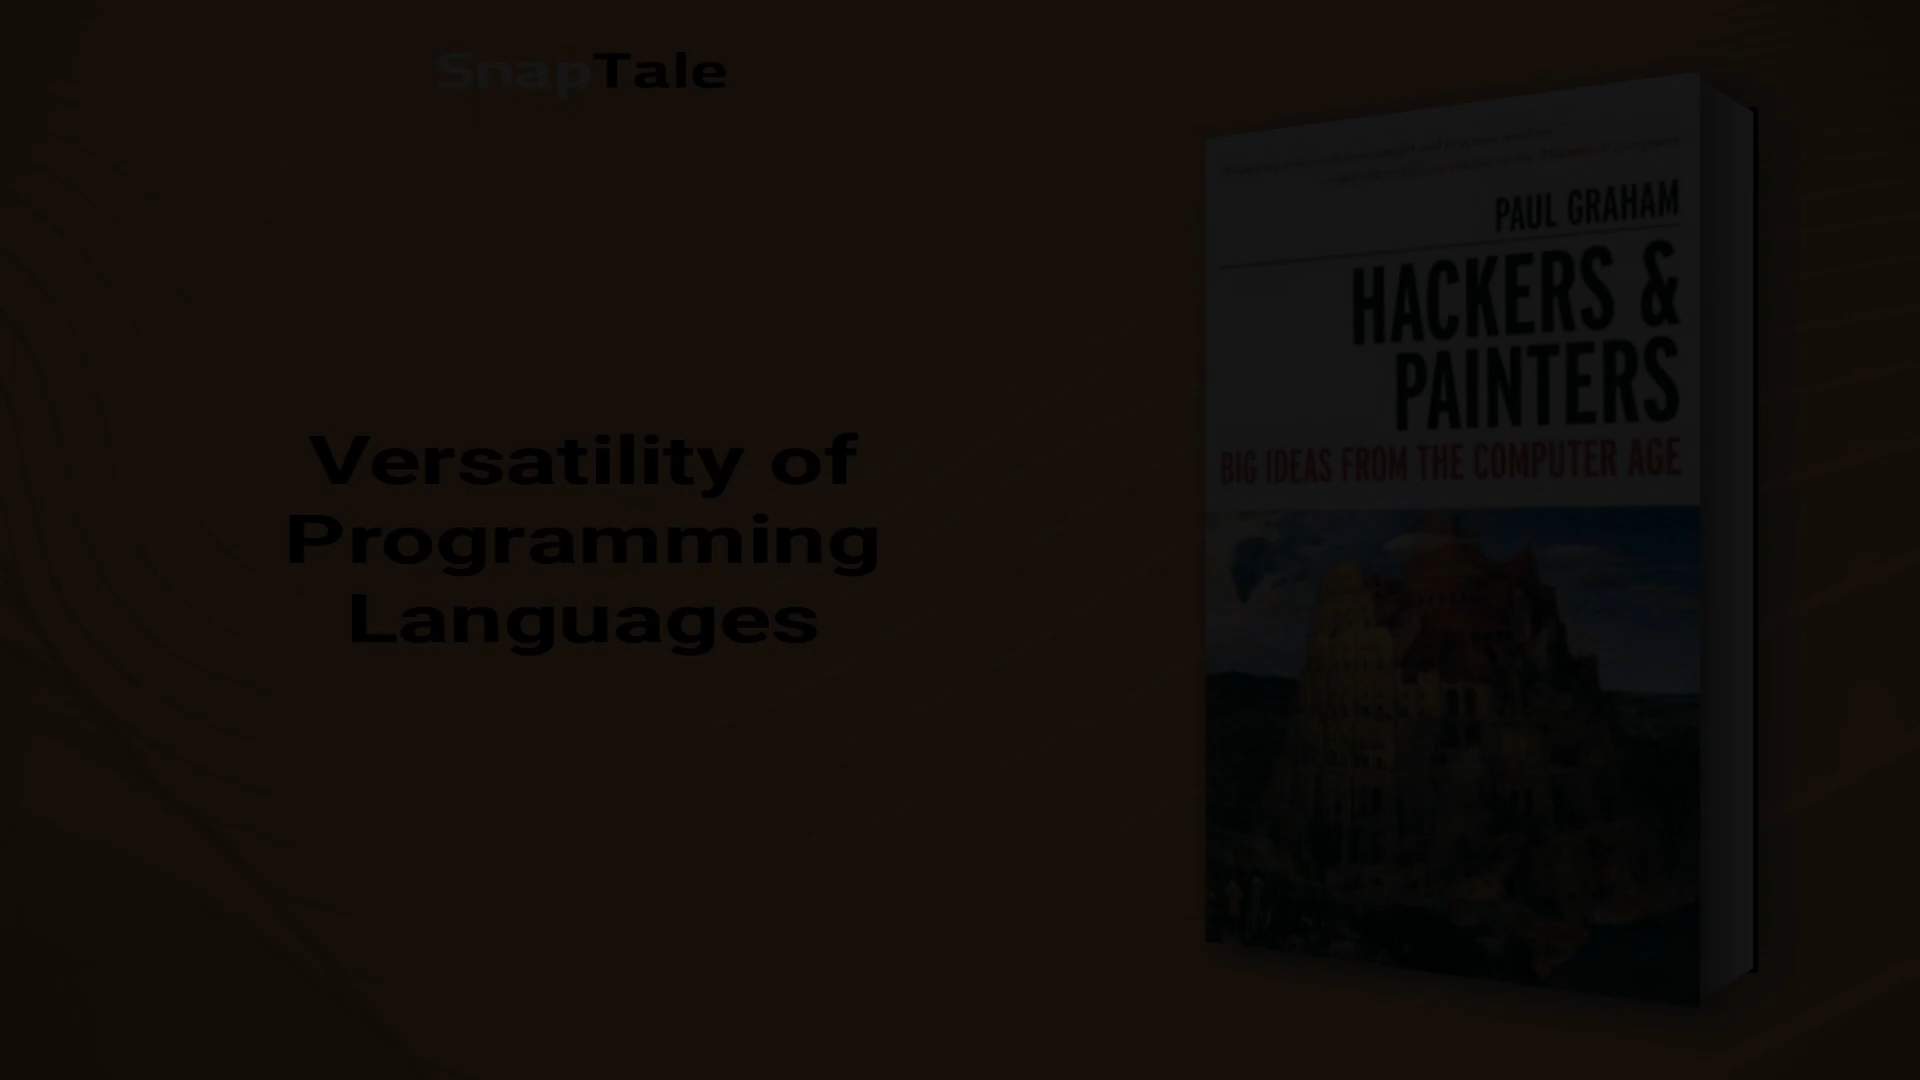 SnapTale
Versatility of
Programming
Languages
PAUL GRAHAM
HACKERS &
PAINTERS
BIG IDEAS FROM THE COMPUTER AGE